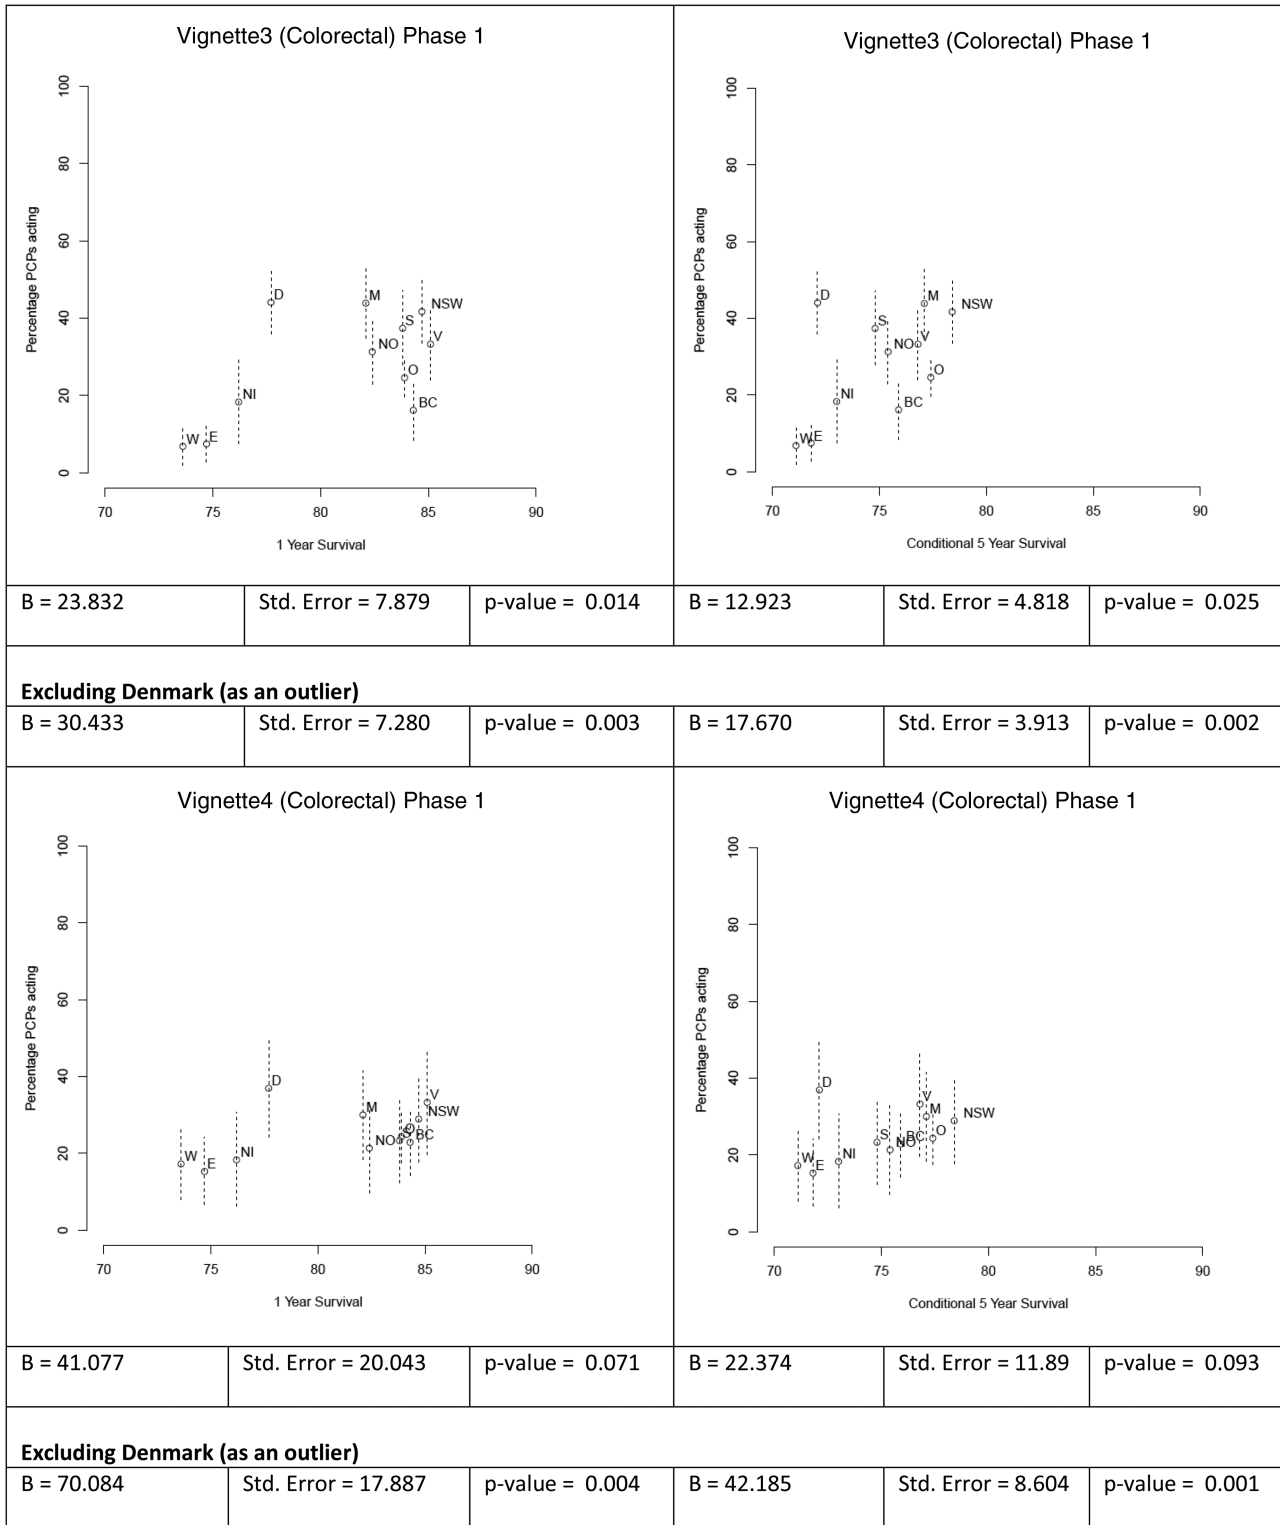 Vignette3 (Colorectal) Phase 1
100
80
60
40
20
0
Percentage PCPs acting
D
M
NSW
S
NO
V
O
NI
BC
W
E
70 75 80 85 90
1 Year Survival
Vignette3 (Colorectal) Phase 1
100
80
60
40
20
0
Percentage PCPs acting
D
M
NSW
S
NO
V
O
NI
BC
W
E
70 75 80 85 90
Conditional 5 Year Survival
B = 23.832 Std. Error = 7.879 p-value = 0.014 B = 12.923 Std. Error = 4.818 p-value = 0.025
Excluding Denmark (as an outlier)
B = 30.433 Std. Error = 7.280 p-value = 0.003 B = 17.670 Std. Error = 3.913 p-value = 0.002
Vignette4 (Colorectal) Phase 1
100
80
60
40
20
0
Percentage PCPs acting
D
V
M
NSW
O
S
BC
NO
NI
W
E
70 75 80 85 90
1 Year Survival
Vignette4 (Colorectal) Phase 1
100
80
60
40
20
0
Percentage PCPs acting
D
V
M
NSW
O
S
BC
NO
NI
W
E
70 75 80 85 90
Conditional 5 Year Survival
B = 41.077 Std. Error = 20.043 p-value = 0.071 B = 22.374 Std. Error = 11.89 p-value = 0.093
Excluding Denmark (as an outlier)
B = 70.084 Std. Error = 17.887 p-value = 0.004 B = 42.185 Std. Error = 8.604 p-value = 0.001